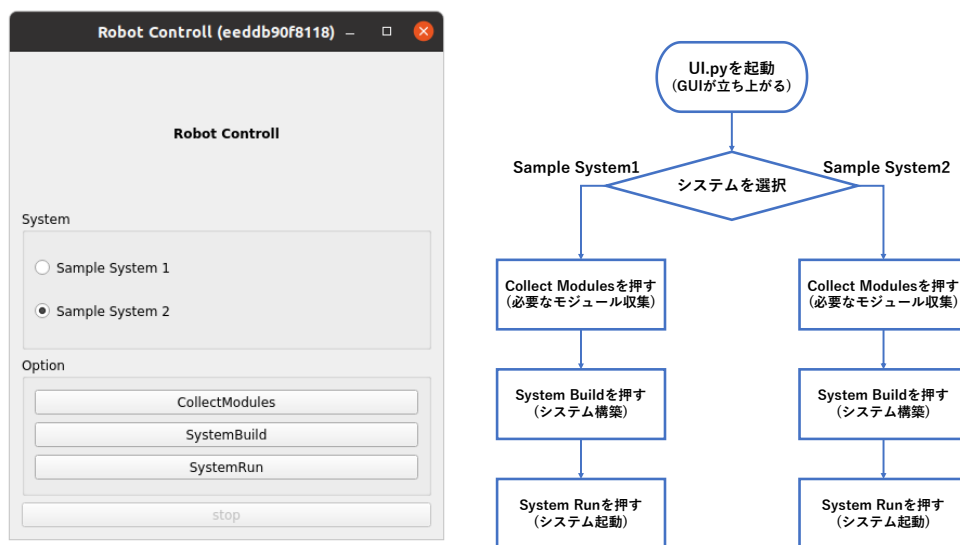 Robot Controll (eeddb90f8118)
Robot Controll
System
Sample System 1
Sample System 2
Option
CollectModules
SystemBuild
SystemRun
stop
UI.pyを起動
(GUIが立ち上がる)
システムを選択
Sample System1
Sample System2
Collect Modulesを押す
(必要なモジュール収集)
System Buildを押す
(システム構築)
System Runを押す
(システム起動)
Collect Modulesを押す
(必要なモジュール収集)
System Buildを押す
(システム構築)
System Runを押す
(システム起動)